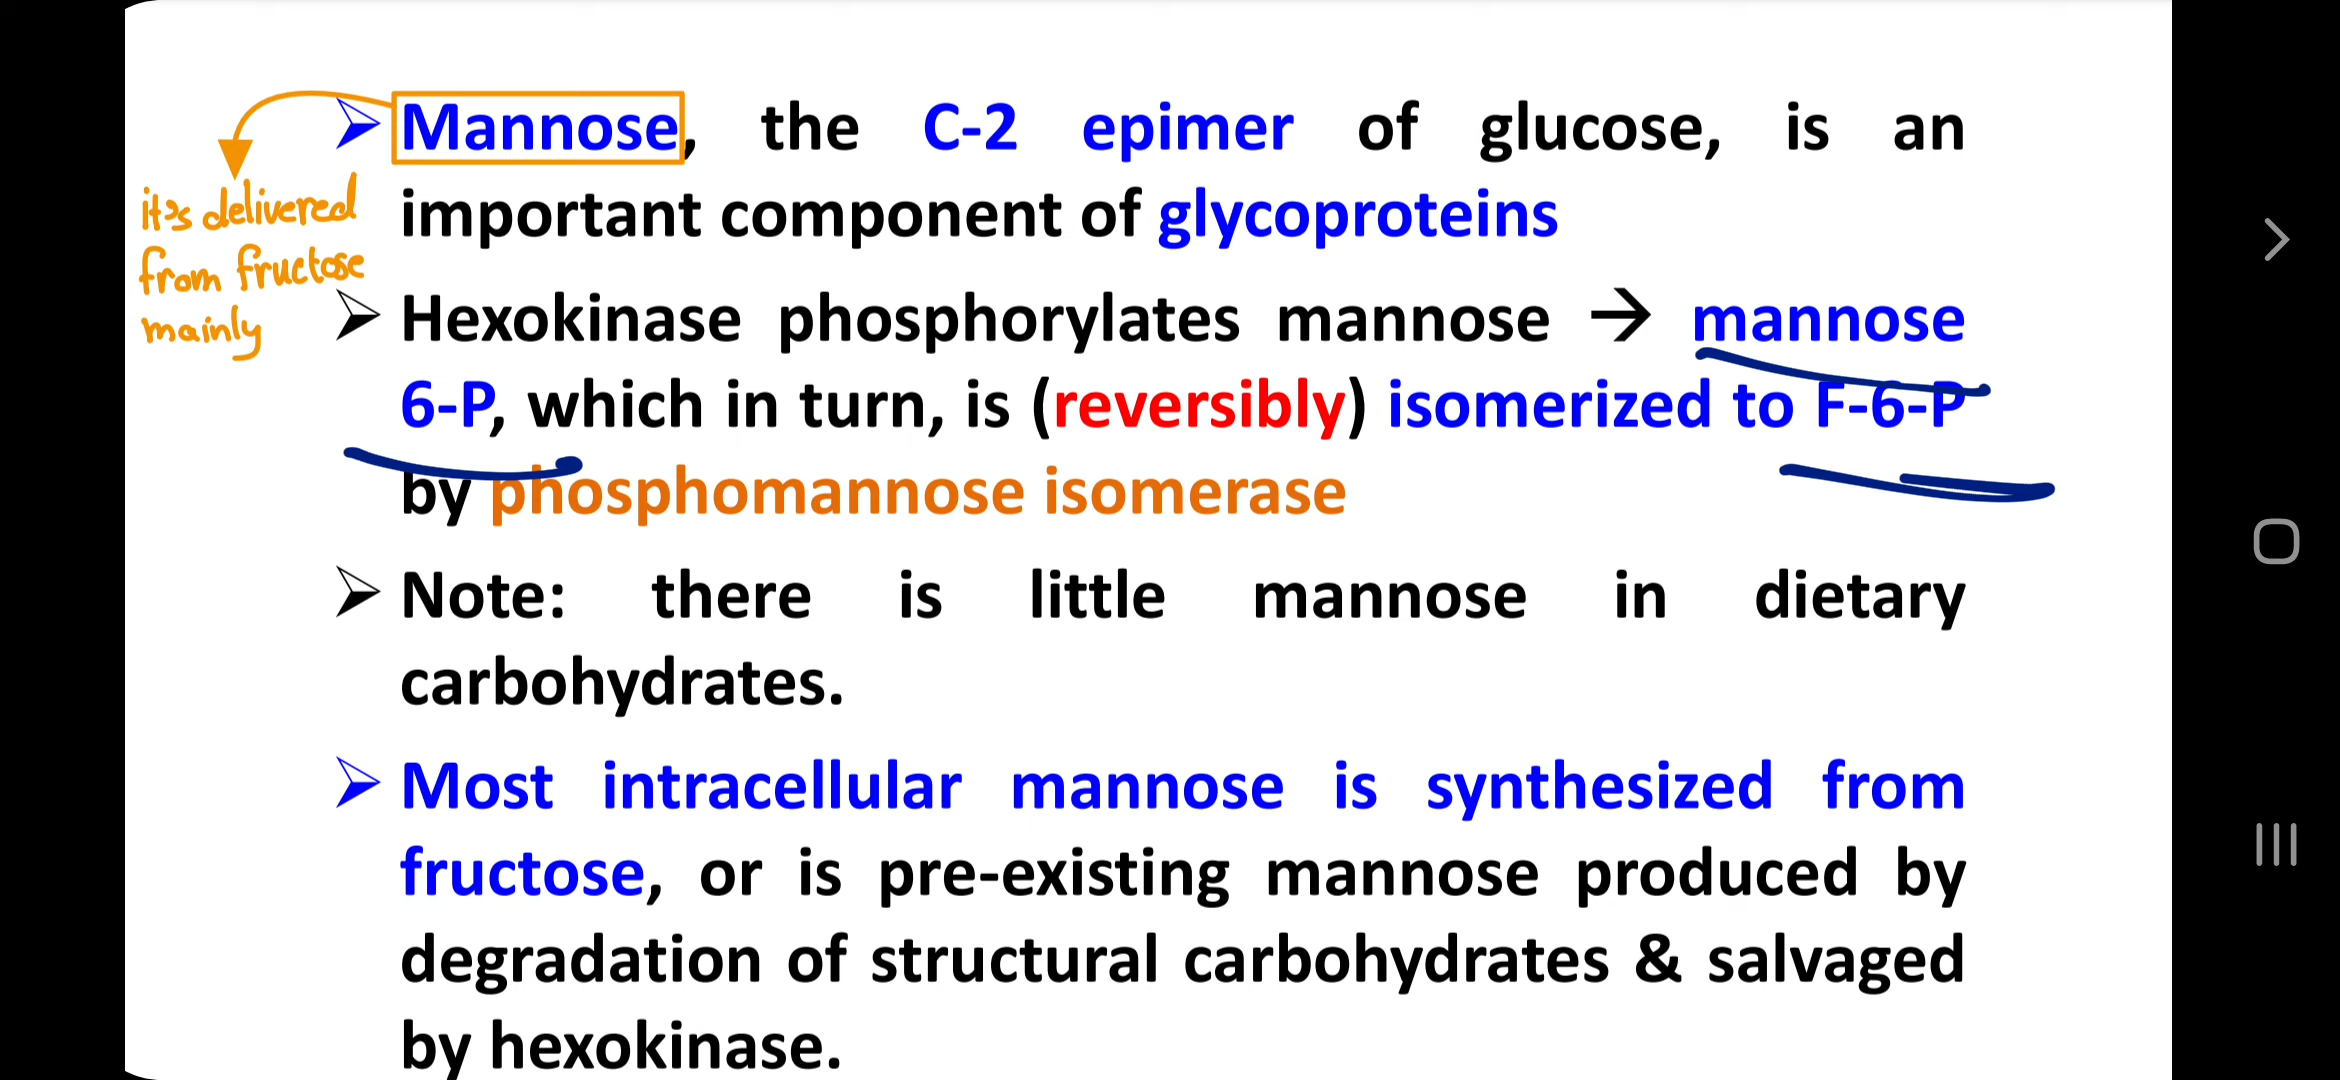 Mannose, the C-2 epimer of glucose, is an
important component of glycoproteins
it's delivered
from fructose
mainly
Hexokinase phosphorylates mannose → mannose
6-P, which in turn, is (reversibly) isomerized to F-6-P
by phosphomannose isomerase
Note: there is little mannose in dietary
carbohydrates.
Most intracellular mannose is synthesized from
fructose, or is pre-existing mannose produced by
degradation of structural carbohydrates & salvaged
by hexokinase.